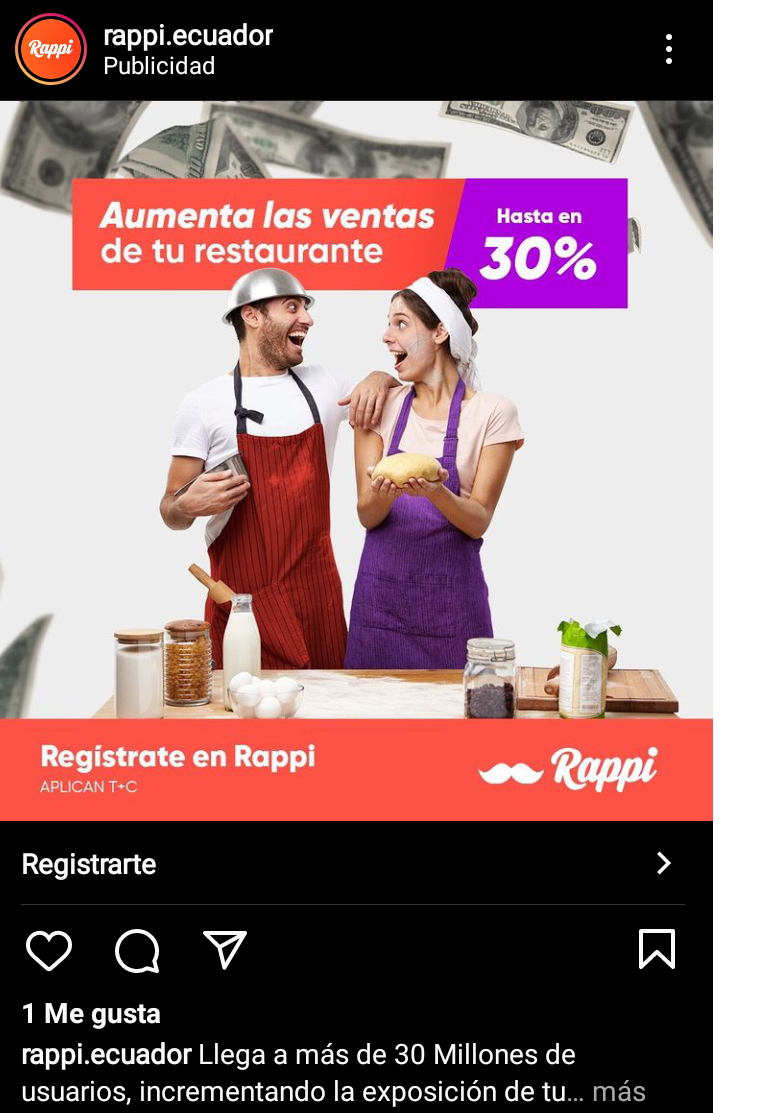 Rappi
rappi.ecuador
Publicidad
Aumenta las ventas
de tu restaurante
Hasta en
30%
Regístrate en Rappi
APLICAN T+C
Rappi
Registrarte
1 Me gusta
rappi.ecuador Llega a más de 30 Millones de
usuarios, incrementando la exposición de tu... más